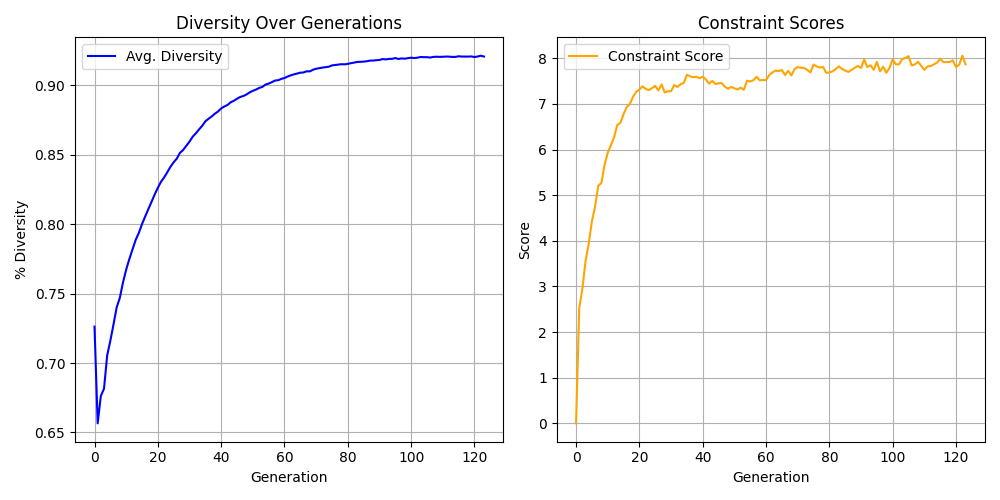 Diversity Over Generations
Avg. Diversity
0.90
0.85
0.80
0.75
0.70
0.65
% Diversity
0 20 40 60 80 100 120
Generation
Constraint Scores
Constraint Score
8
7
6
5
4
3
2
1
0
Score
0 20 40 60 80 100 120
Generation